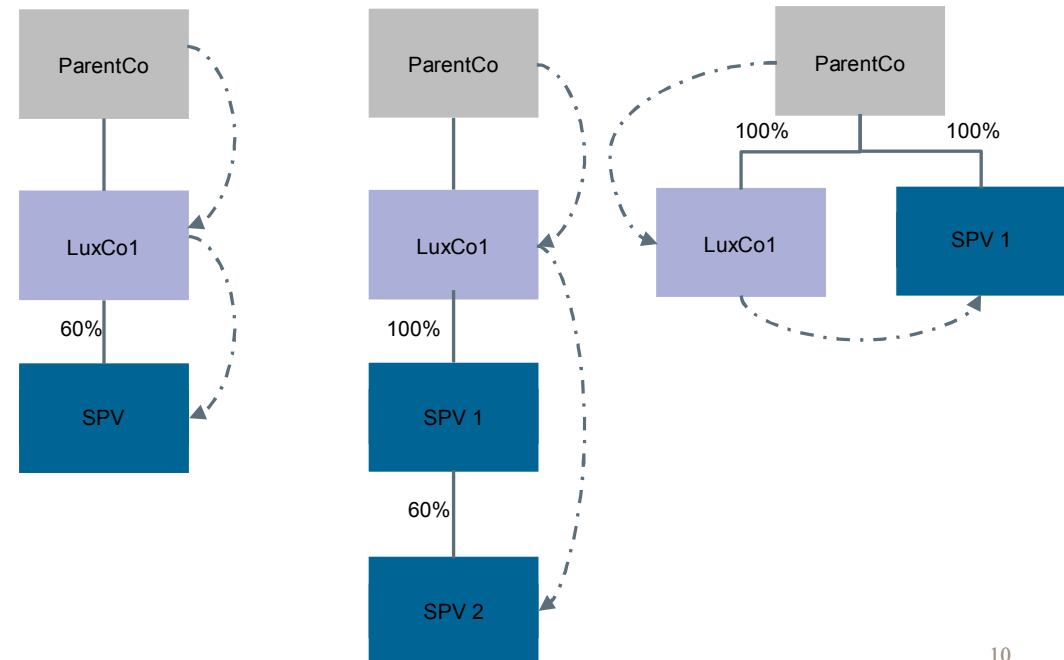 ParentCo
LuxCo1
60%
SPV
ParentCo
LuxCo1
100%
SPV 1
60%
SPV 2
ParentCo
100%
100%
LuxCo1
SPV 1
10